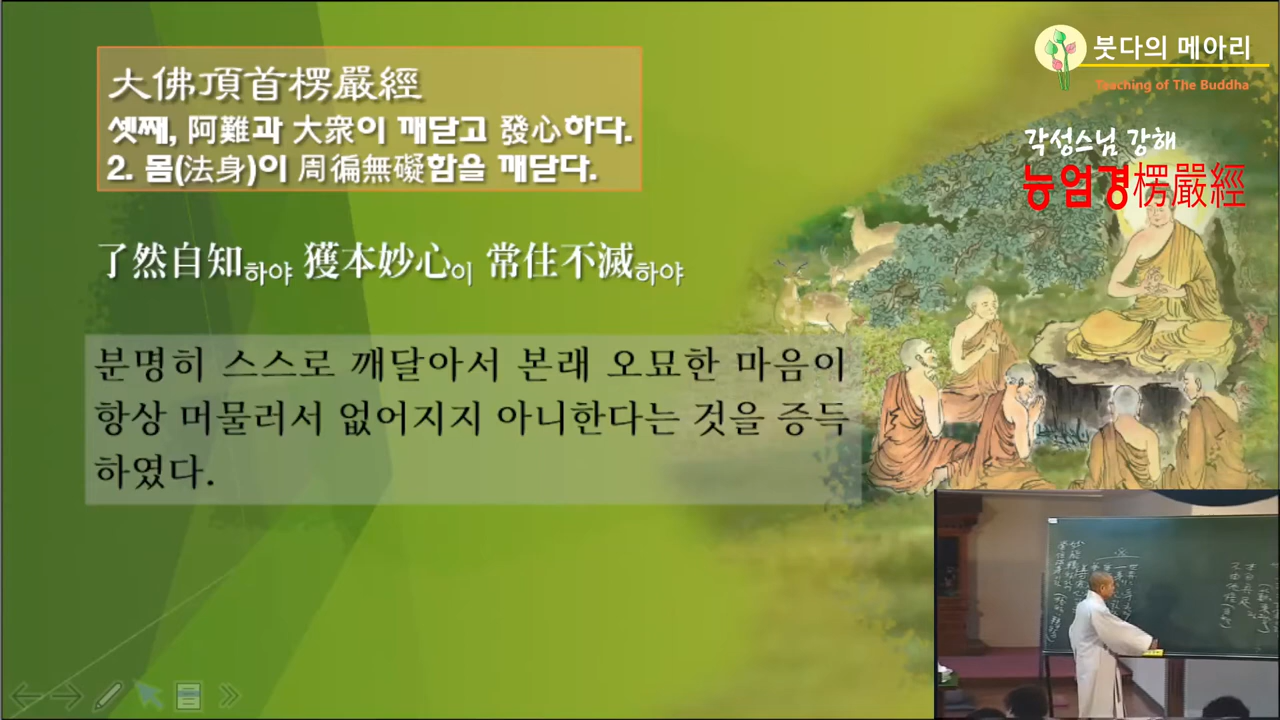 大佛頂首楞嚴經
셋째, 阿難과 大衆이 깨닫고 發心하다.
2. 몸(法身)이 周徧無礙함을 깨닫다.
了然自知하야 獲本妙心이 常住不滅하야
분명히 스스로 깨달아서 본래 오묘한 마음이
항상 머물러서 없어지지 아니한다는 것을 증득
하였다.
붓다의 메아리
Teaching of The Buddha
각성스님 강해
능엄경楞嚴經